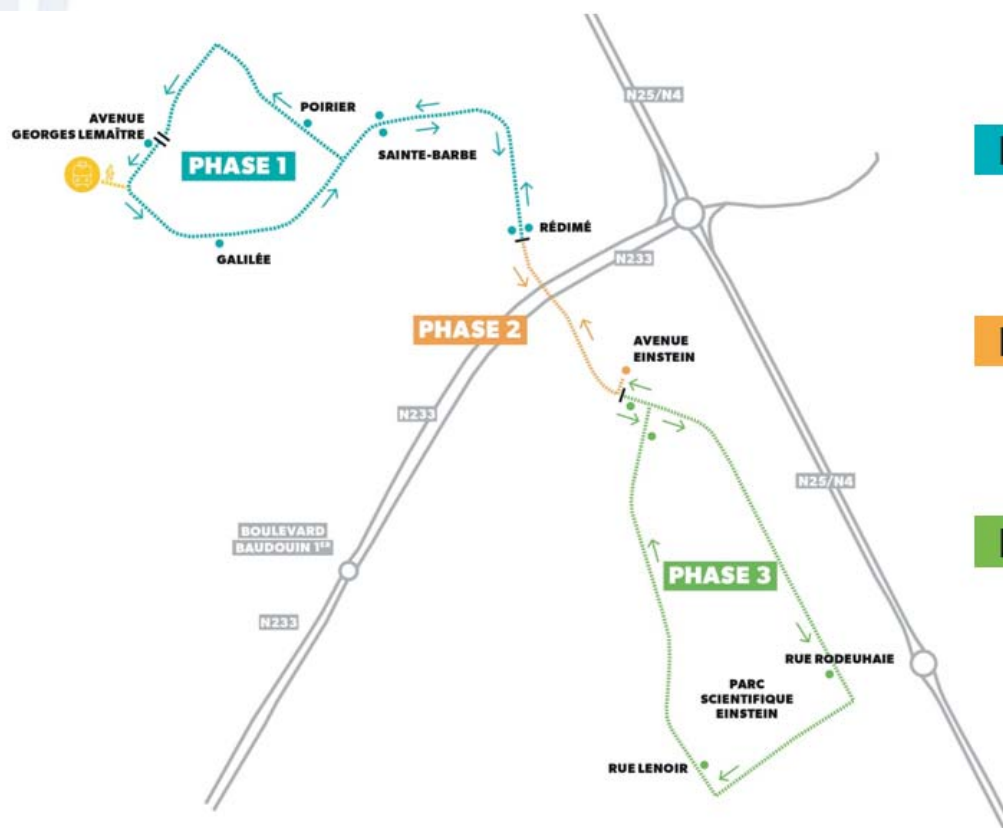 N25/N4
AVENUE
GEORGES LEMAÎTRE
POIRIER
PHASE 1
SAINTE-BARBE
GALILÉE
RÉDIMÉ
N233
PHASE 2
AVENUE
EINSTEIN
N233
N25/N4
BOULEVARD
BAUDOUIN 1ER
PHASE 3
N233
RUE RODEUHAIE
PARC
SCIENTIFIQUE
EINSTEIN
RUE LENOIR